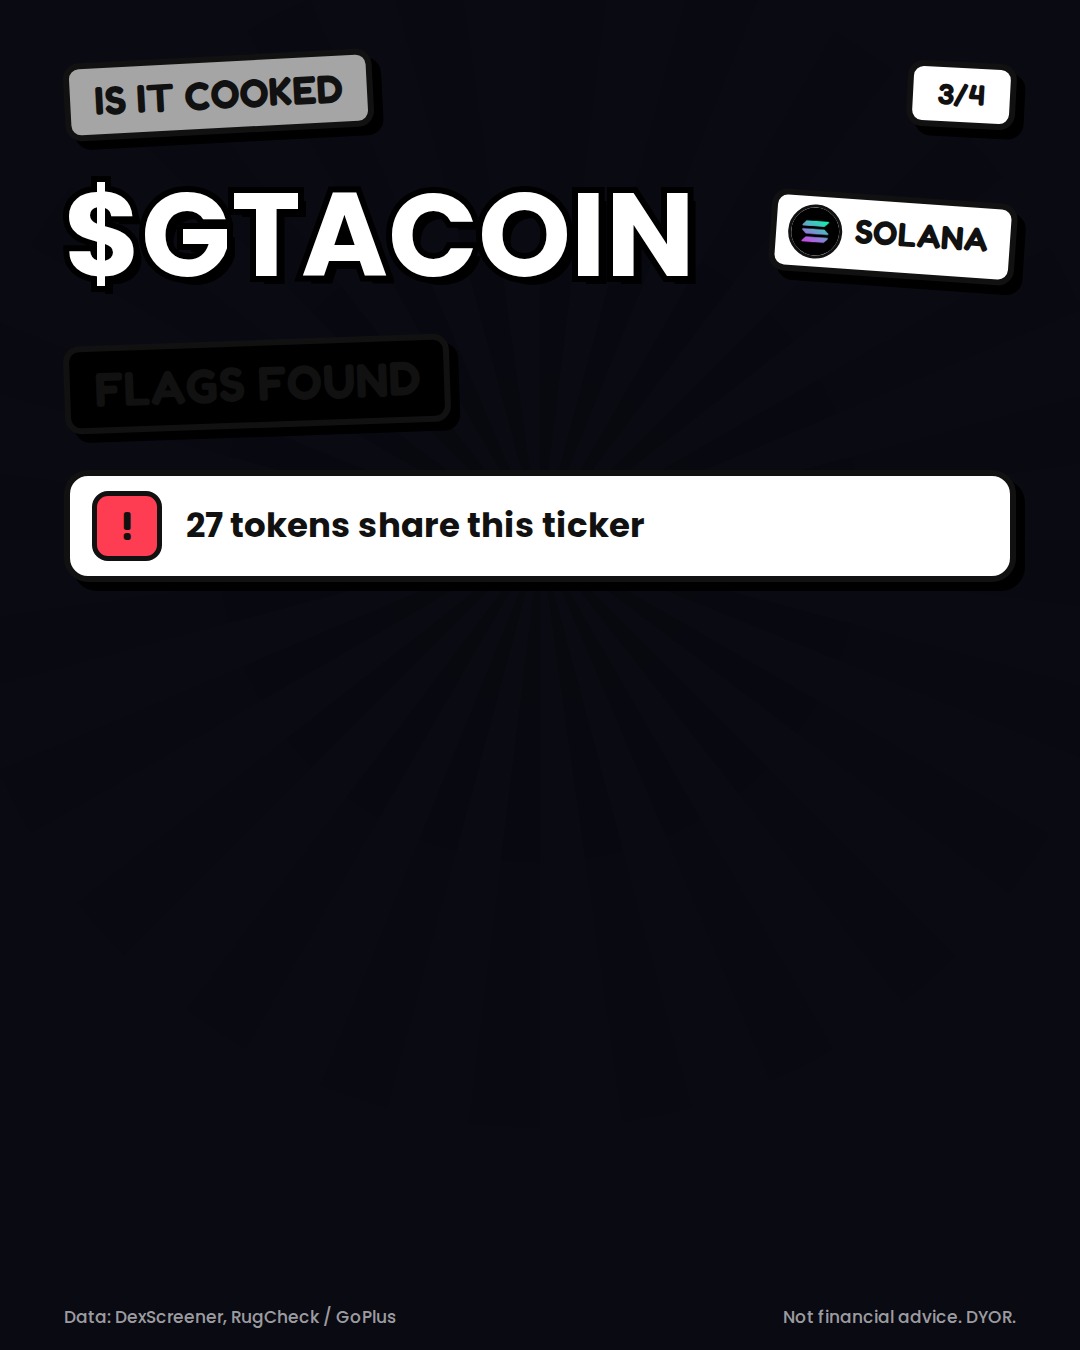 IS IT COOKED
3/4
$GTACOIN
SOLANA
FLAGS FOUND
!
27 tokens share this ticker
Data: DexScreener, RugCheck / GoPlus
Not financial advice. DYOR.